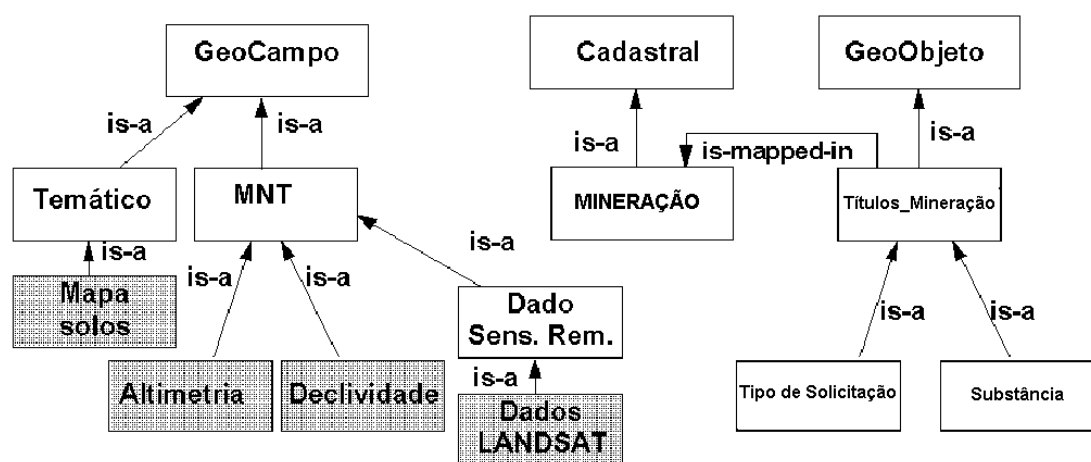 GeoCampo
Cadastral
GeoObjeto
is-a
is-a
is-a
is-a
is-mapped-in
Temático
MNT
MINERAÇÃO
Títulos_Mineração
is-a
is-a
is-a
is-a
Mapa
solos
Dado
Sens. Rem.
is-a
is-a
Altimetria
Declividade
is-a
Tipo de Solicitação
Substância
Dados
LANDSAT